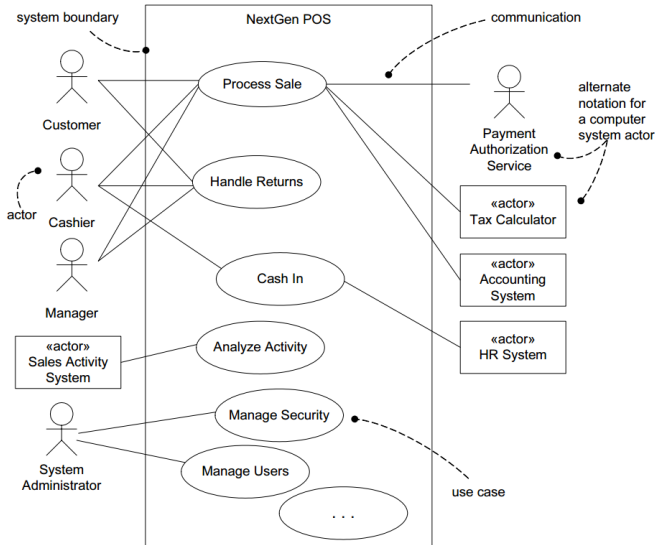 system boundary
NextGen POS
communication
Process Sale
alternate
notation for
a computer
system actor
Customer
Payment
Authorization
Service
Handle Returns
actor
Cashier
«actor»
Tax Calculator
Manager
Cash In
«actor»
Accounting
System
«actor»
Sales Activity
System
Analyze Activity
«actor»
HR System
Manage Security
System
Administrator
Manage Users
use case
. . .